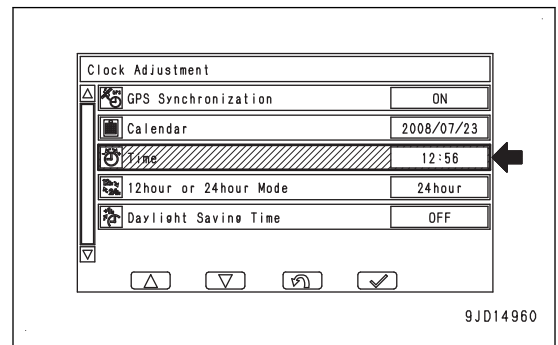 Clock Adjustment
GPS Synchronization ON
Calendar 2008/07/23
Time 12:56
12hour or 24hour Mode 24hour
Daylight Saving Time OFF
9JD14960